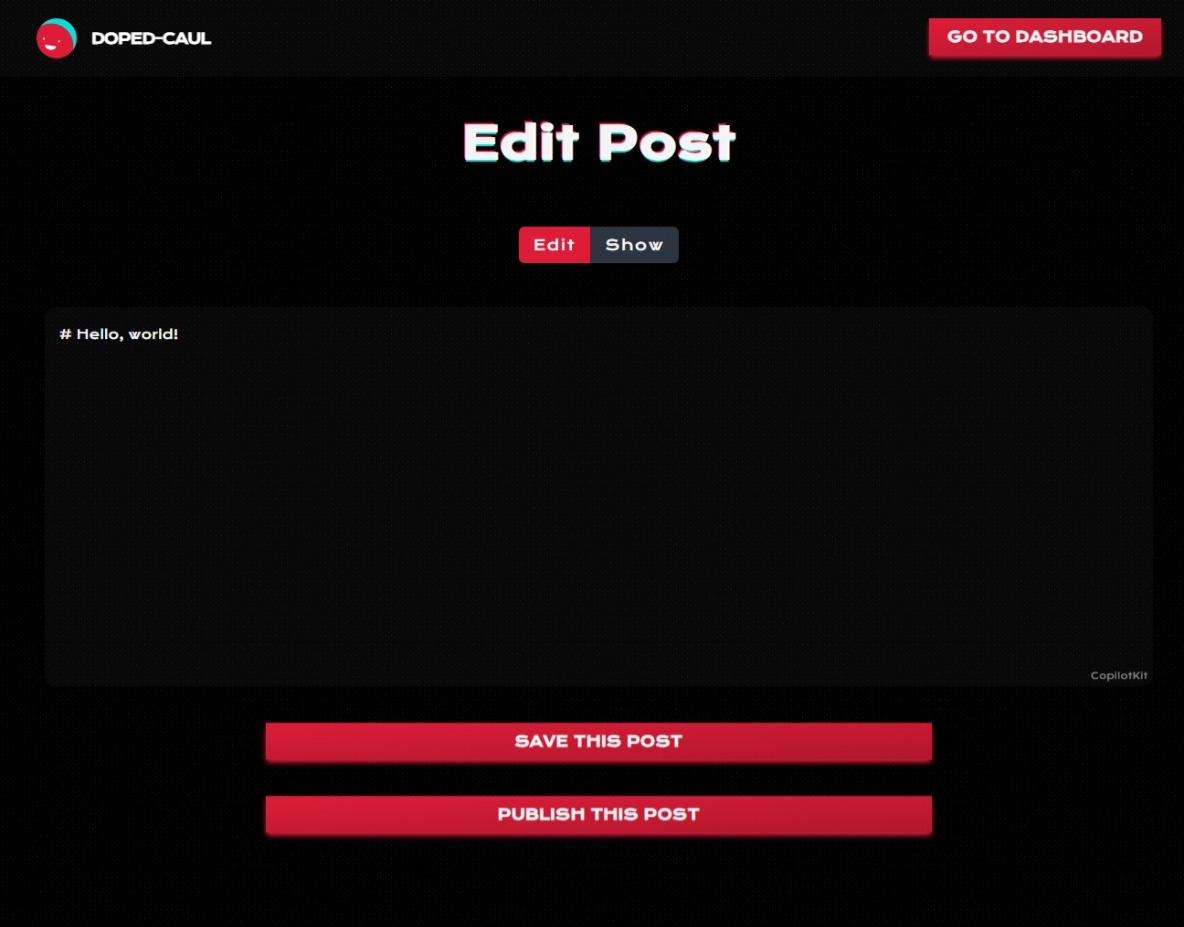 DOPED-CAUL
GO TO DASHBOARD
Edit Post
Edit
Show
# Hello, world!
CopilotKit
SAVE THIS POST
PUBLISH THIS POST